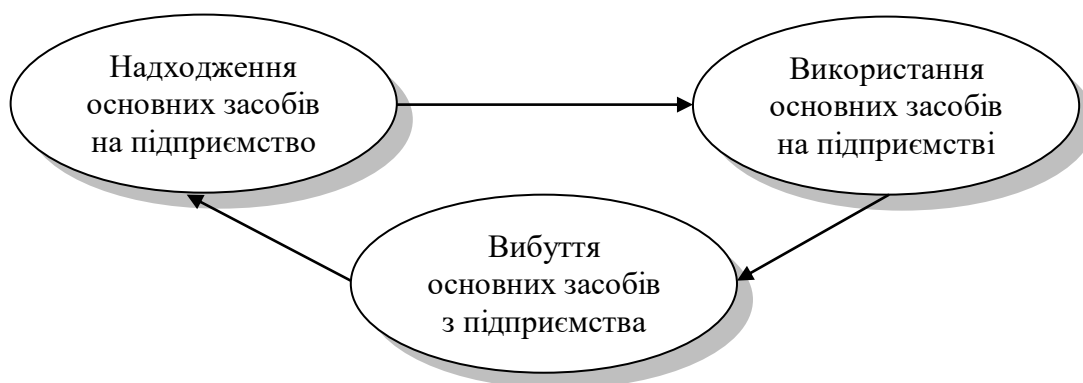 Надходження
основних засобів
на підприємство
Використання
основних засобів
на підприємстві
Вибуття
основних засобів
з підприємства